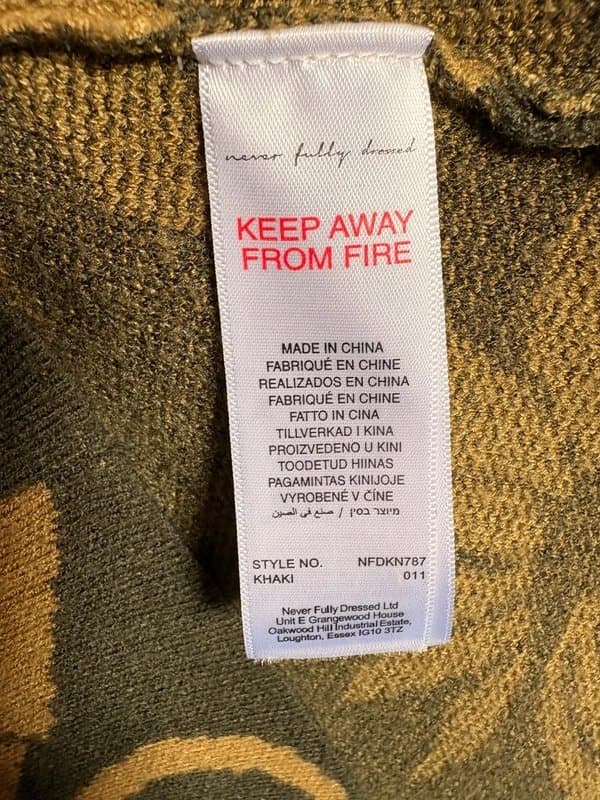 never fully dressed
KEEP AWAY
FROM FIRE
MADE IN CHINA
FABRIQUÉ EN CHINE
REALIZADOS EN CHINA
FABRIQUÉ EN CHINE
FATTO IN CINA
TILLVERKAD I KINA
PROIZVEDENO U KINI
TOODETUD HIINAS
PAGAMINTAS KINIJOJE
VYROBENÉ V ČÍNE
מיוצר בסין / صنع في الصين
STYLE NO. NFDKN787
KHAKI 011
Never Fully Dressed Ltd
Unit E Grangewood House
Oakwood Hill Industrial Estate,
Loughton, Essex IG10 3TZ